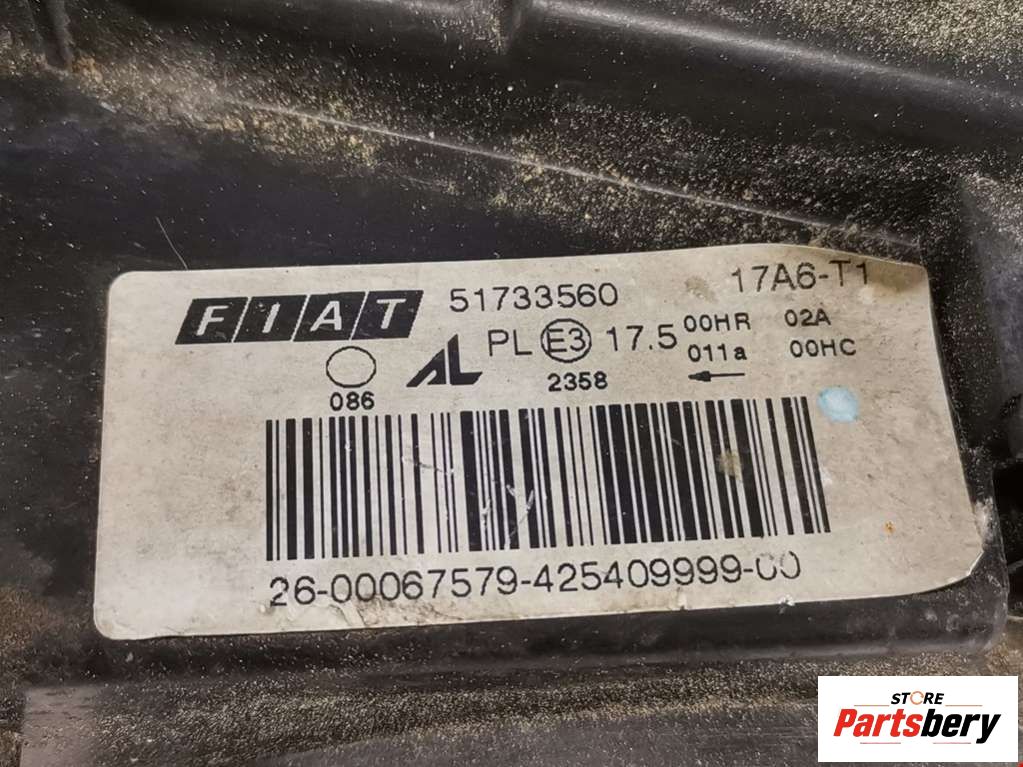 FIAT 51733560 17A6-T1
AL PL E3 17.5 00HR 02A
011a 00HC
086 2358
26-00067579-425409999-00
STORE
Partsbery